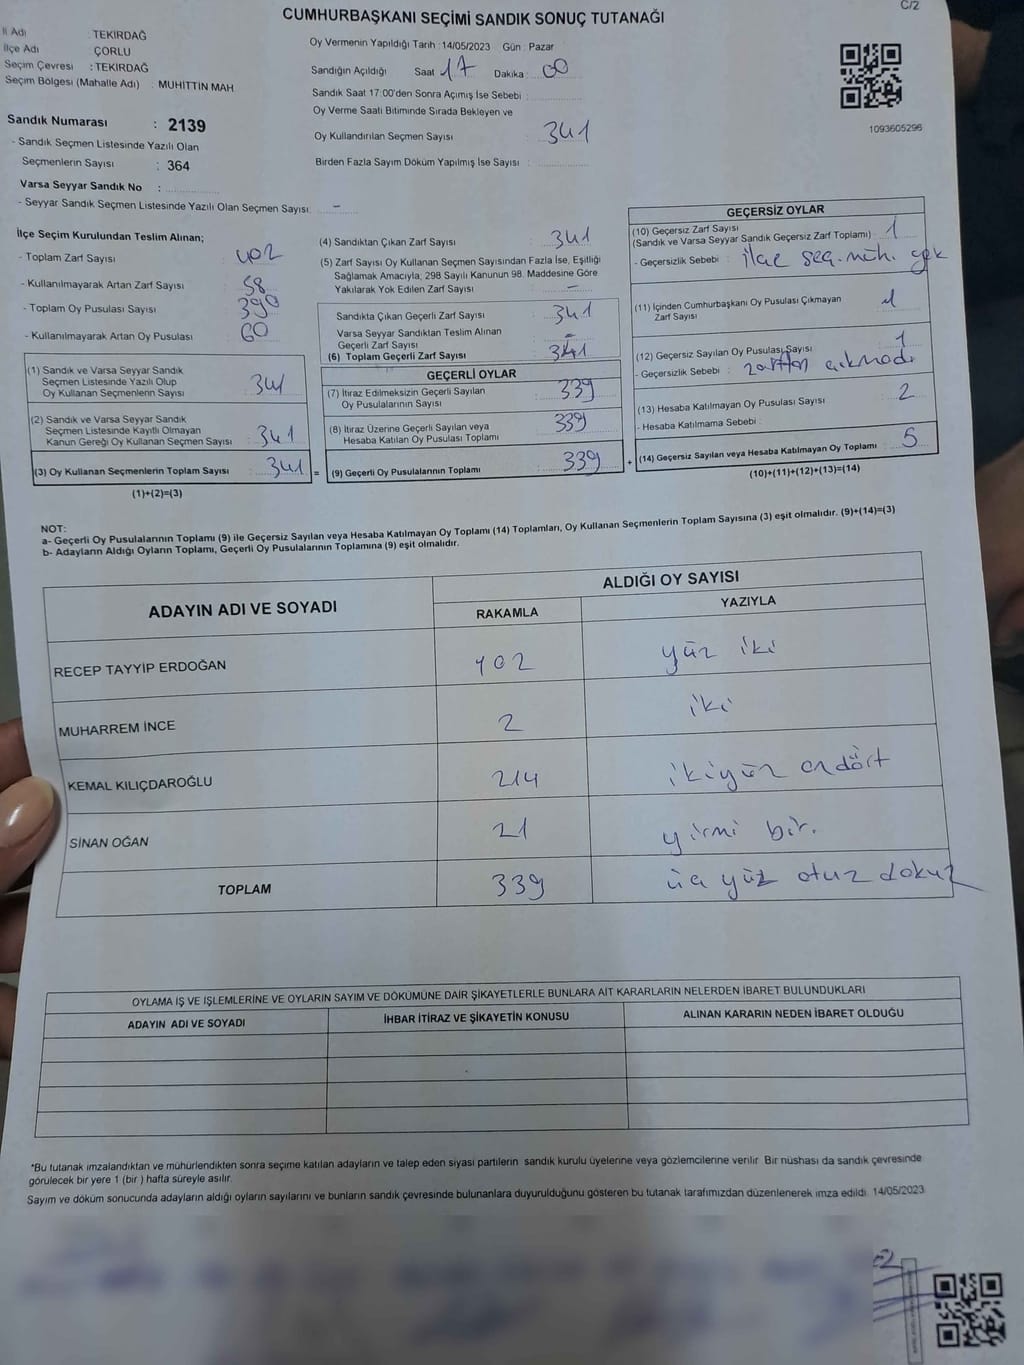 C/2
CUMHURBAŞKANI SEÇİMİ SANDIK SONUÇ TUTANAĞI
İl Adı : TEKİRDAĞ
İlçe Adı : ÇORLU
Seçim Çevresi : TEKİRDAĞ
Seçim Bölgesi (Mahalle Adı) : MUHİTTİN MAH.
Sandık Numarası : 2139
- Sandık Seçmen Listesinde Yazılı Olan
Seçmenlerin Sayısı : 364
Varsa Seyyar Sandık No :
- Seyyar Sandık Seçmen Listesinde Yazılı Olan Seçmen Sayısı: -
Oy Vermenin Yapıldığı Tarih :14/05/2023 Gün : Pazar
Sandığın Açıldığı Saat 17 Dakika : 00
Sandık Saat 17:00'den Sonra Açımış İse Sebebi :
Oy Verme Saati Bitiminde Sırada Bekleyen ve
Oy Kullandırılan Seçmen Sayısı : 341
Birden Fazla Sayım Döküm Yapılmış İse Sayısı :
1093605296
İlçe Seçim Kurulundan Teslim Alınan;
- Toplam Zarf Sayısı : 402
- Kullanılmayarak Artan Zarf Sayısı : 58
- Toplam Oy Pusulası Sayısı : 390
- Kullanılmayarak Artan Oy Pusulası : 60
(1) Sandık ve Varsa Seyyar Sandık
Seçmen Listesinde Yazılı Olup
Oy Kullanan Seçmenlerin Sayısı : 341
(2) Sandık ve Varsa Seyyar Sandık
Seçmen Listesinde Kayıtlı Olmayan
Kanun Gereği Oy Kullanan Seçmen Sayısı : 341
(3) Oy Kullanan Seçmenlerin Toplam Sayısı : 341 =
(1)+(2)=(3)
(4) Sandıktan Çıkan Zarf Sayısı : 341
(5) Zarf Sayısı Oy Kullanan Seçmen Sayısından Fazla İse, Eşitliği
Sağlamak Amacıyla; 298 Sayılı Kanunun 98. Maddesine Göre
Yakılarak Yok Edilen Zarf Sayısı : -
Sandıkta Çıkan Geçerli Zarf Sayısı : 341
Varsa Seyyar Sandıktan Teslim Alınan
Geçerli Zarf Sayısı : -
(6) Toplam Geçerli Zarf Sayısı : 341
GEÇERLİ OYLAR
(7) İtiraz Edilmeksizin Geçerli Sayılan
Oy Pusulalarının Sayısı : 339
(8) İtiraz Üzerine Geçerli Sayılan veya
Hesaba Katılan Oy Pusulası Toplamı : 339
(9) Geçerli Oy Pusulalarının Toplamı : 339 +
GEÇERSİZ OYLAR
(10) Geçersiz Zarf Sayısı
(Sandık ve Varsa Seyyar Sandık Geçersiz Zarf Toplamı) : 1
- Geçersizlik Sebebi : ilçe seç. müh. yok
(11) İçinden Cumhurbaşkanı Oy Pusulası Çıkmayan
Zarf Sayısı : 1
(12) Geçersiz Sayılan Oy Pusulası Sayısı : 1
- Geçersizlik Sebebi : zarftan çıkmadı
(13) Hesaba Katılmayan Oy Pusulası Sayısı : 2
- Hesaba Katılmama Sebebi :
(14) Geçersiz Sayılan veya Hesaba Katılmayan Oy Toplamı : 5
(10)+(11)+(12)+(13)=(14)
NOT:
a- Geçerli Oy Pusulalarının Toplamı (9) ile Geçersiz Sayılan veya Hesaba Katılmayan Oy Toplamı (14) Toplamları, Oy Kullanan Seçmenlerin Toplam Sayısına (3) eşit olmalıdır. (9)+(14)=(3)
b- Adayların Aldığı Oyların Toplamı, Geçerli Oy Pusulalarının Toplamına (9) eşit olmalıdır.
ADAYIN ADI VE SOYADI
ALDIĞI OY SAYISI
RAKAMLA YAZIYLA
RECEP TAYYİP ERDOĞAN 102 yüz iki
MUHARREM İNCE 2 iki
KEMAL KILIÇDAROĞLU 214 ikiyüz ondört
SİNAN OĞAN 21 yirmi bir.
TOPLAM 339 üç yüz otuz dokuz
OYLAMA İŞ VE İŞLEMLERİNE VE OYLARIN SAYIM VE DÖKÜMÜNE DAİR ŞİKAYETLERLE BUNLARA AİT KARARLARIN NELERDEN İBARET BULUNDUKLARI
ADAYIN ADI VE SOYADI İHBAR İTİRAZ VE ŞİKAYETİN KONUSU ALINAN KARARIN NEDEN İBARET OLDUĞU
*Bu tutanak imzalandıktan ve mühürlendikten sonra seçime katılan adayların ve talep eden siyasi partilerin sandık kurulu üyelerine veya gözlemcilerine verilir. Bir nüshası da sandık çevresinde
görülecek bir yere 1 (bir ) hafta süreyle asılır.
Sayım ve döküm sonucunda adayların aldığı oyların sayılarını ve bunların sandık çevresinde bulunanlara duyurulduğunu gösteren bu tutanak tarafımızdan düzenlenerek imza edildi. 14/05/2023